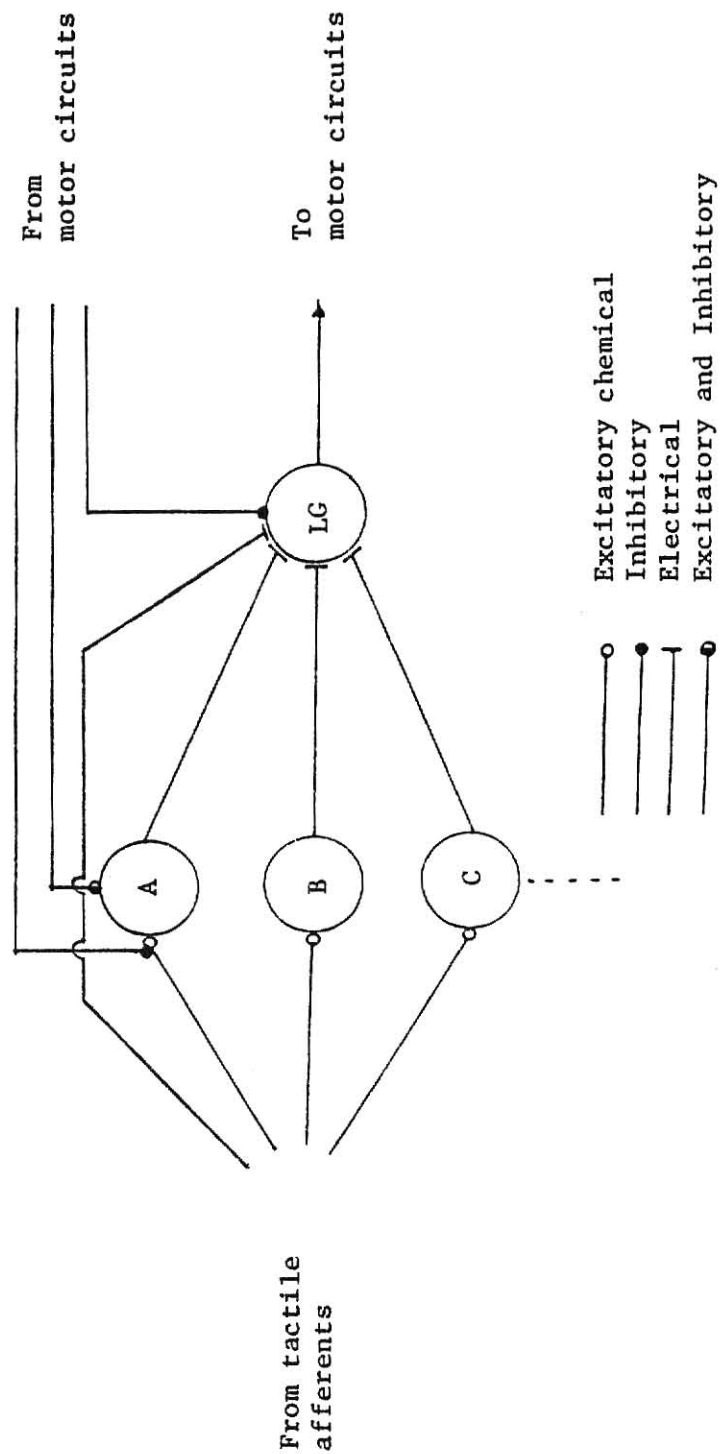 From
motor circuits
To
motor circuits
A
B
C
LG
From tactile
afferents
Excitatory chemical
Inhibitory
Electrical
Excitatory and Inhibitory